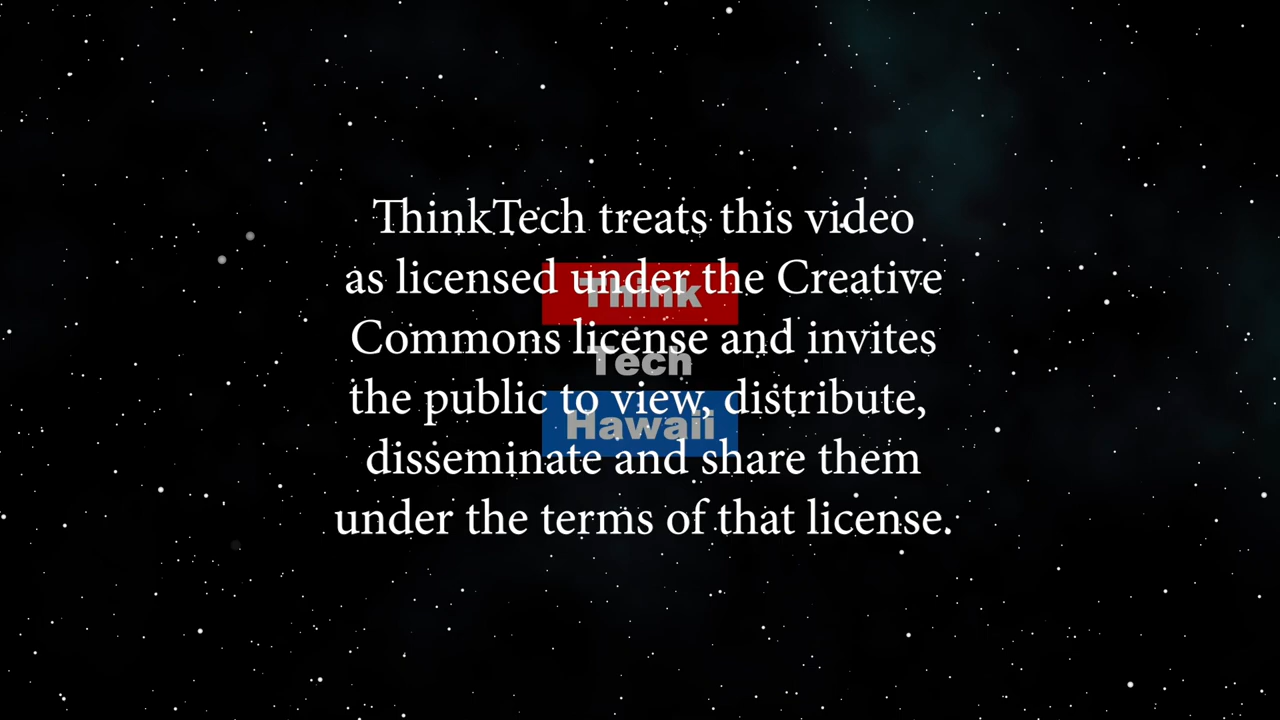 ThinkTech treats this video
as licensed under the Creative
Think
Commons license and invites
Tech
the public to view, distribute,
Hawaii
disseminate and share them
under the terms of that license.